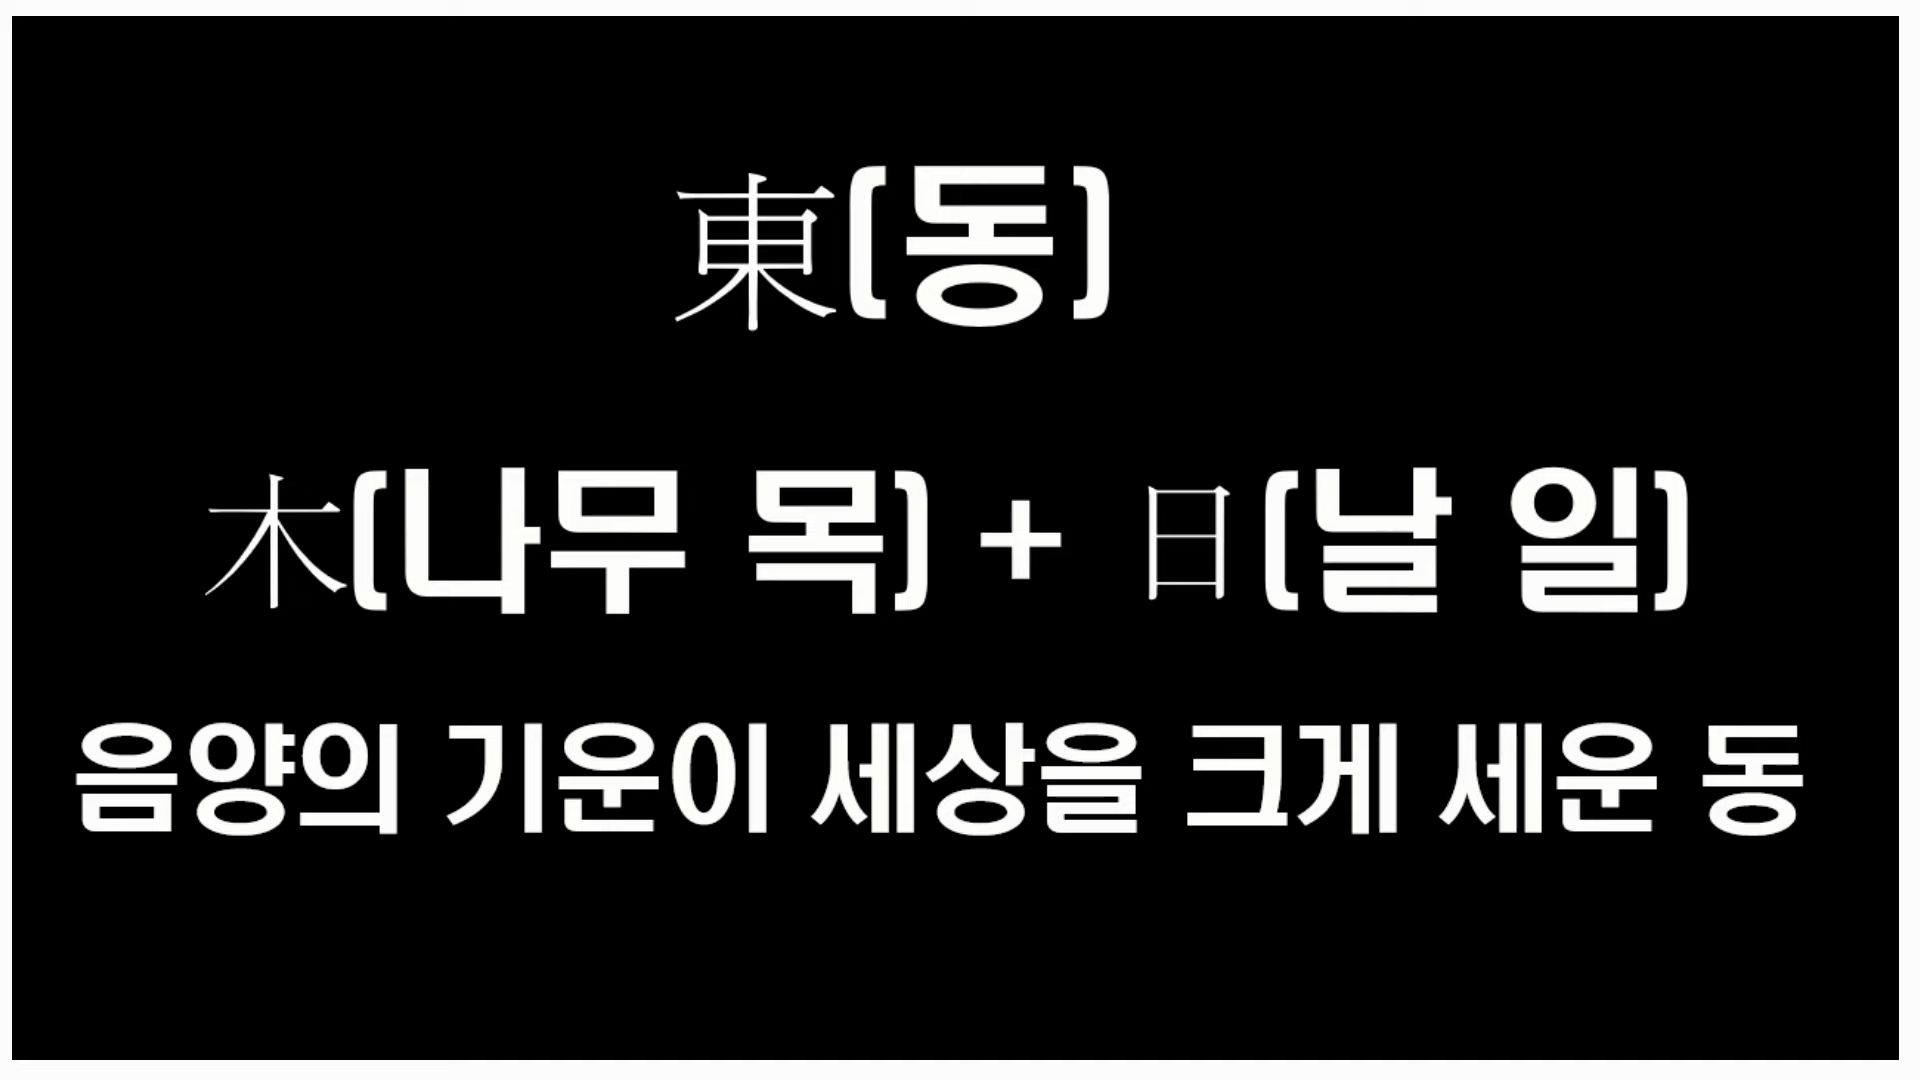 東(동)
木(나무 목) + 日(날 일)
음양의 기운이 세상을 크게 세운 동